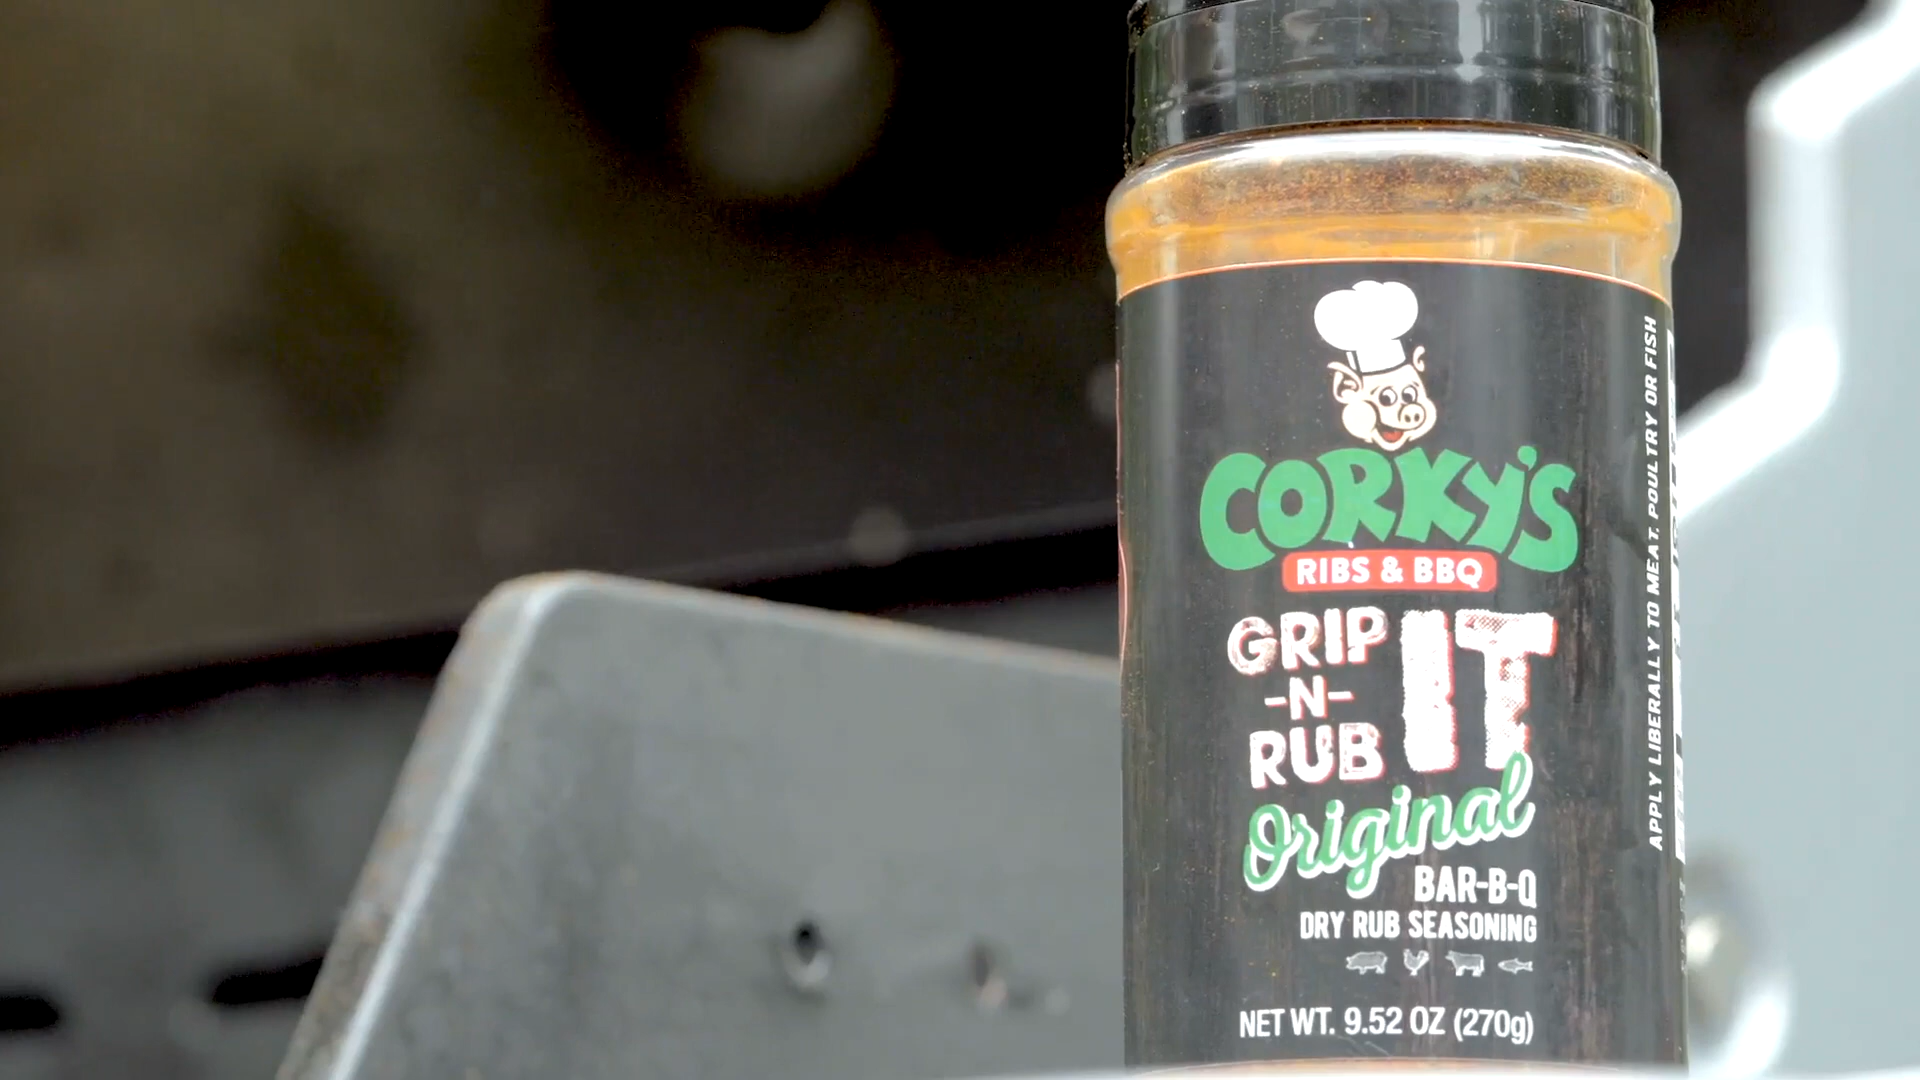 CORKY'S
RIBS & BBQ
GRIP
-N-
RUB
IT
Original
BAR-B-Q
DRY RUB SEASONING
NET WT. 9.52 OZ (270g)
APPLY LIBERALLY TO MEAT, POULTRY OR FISH